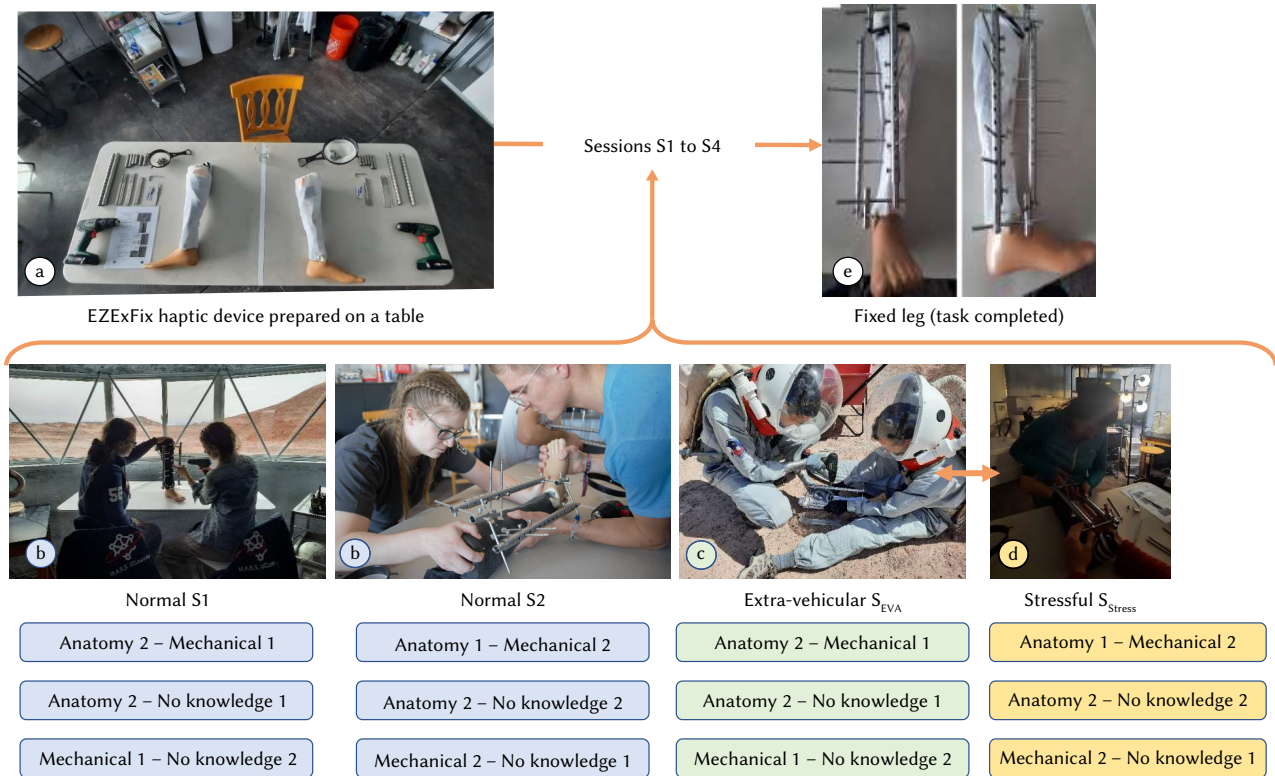 Sessions S1 to S4
a
e
EZExFix haptic device prepared on a table
Fixed leg (task completed)
56
M.A.R.S. UCLouvain
b
b
c
d
Normal S1
Normal S2
Extra-vehicular S_EVA
Stressful S_Stress
Anatomy 2 – Mechanical 1
Anatomy 1 – Mechanical 2
Anatomy 2 – Mechanical 1
Anatomy 1 – Mechanical 2
Anatomy 2 – No knowledge 1
Anatomy 2 – No knowledge 2
Anatomy 2 – No knowledge 1
Anatomy 2 – No knowledge 2
Mechanical 1 – No knowledge 2
Mechanical 2 – No knowledge 1
Mechanical 1 – No knowledge 2
Mechanical 2 – No knowledge 1